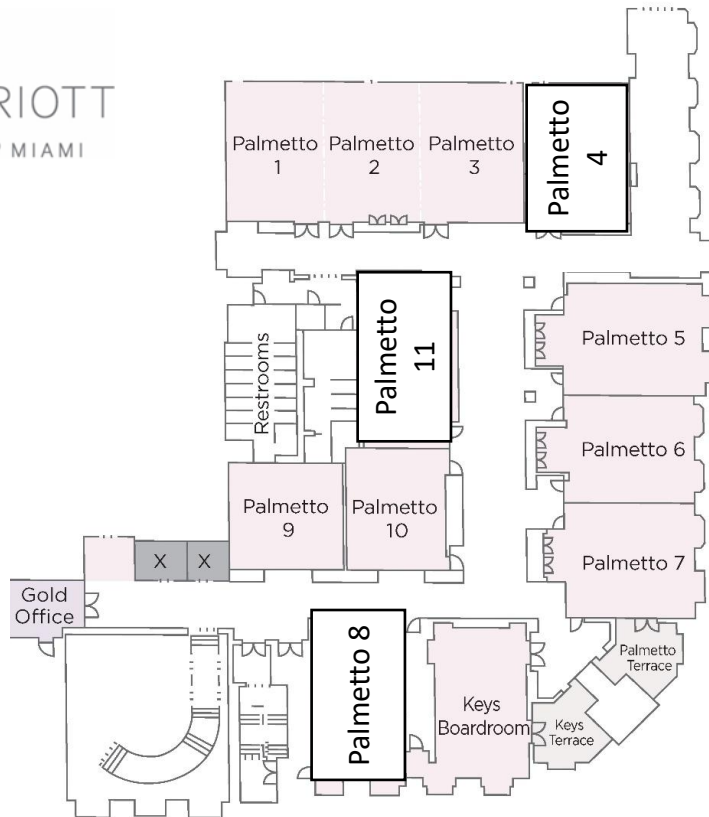 RIOTT
MIAMI
Palmetto
1
Palmetto
2
Palmetto
3
Palmetto
4
Palmetto 5
Palmetto
11
Restrooms
Palmetto 6
Palmetto
9
Palmetto
10
Palmetto 7
X
X
Gold
Office
Palmetto 8
Keys
Boardroom
Palmetto
Terrace
Keys
Terrace